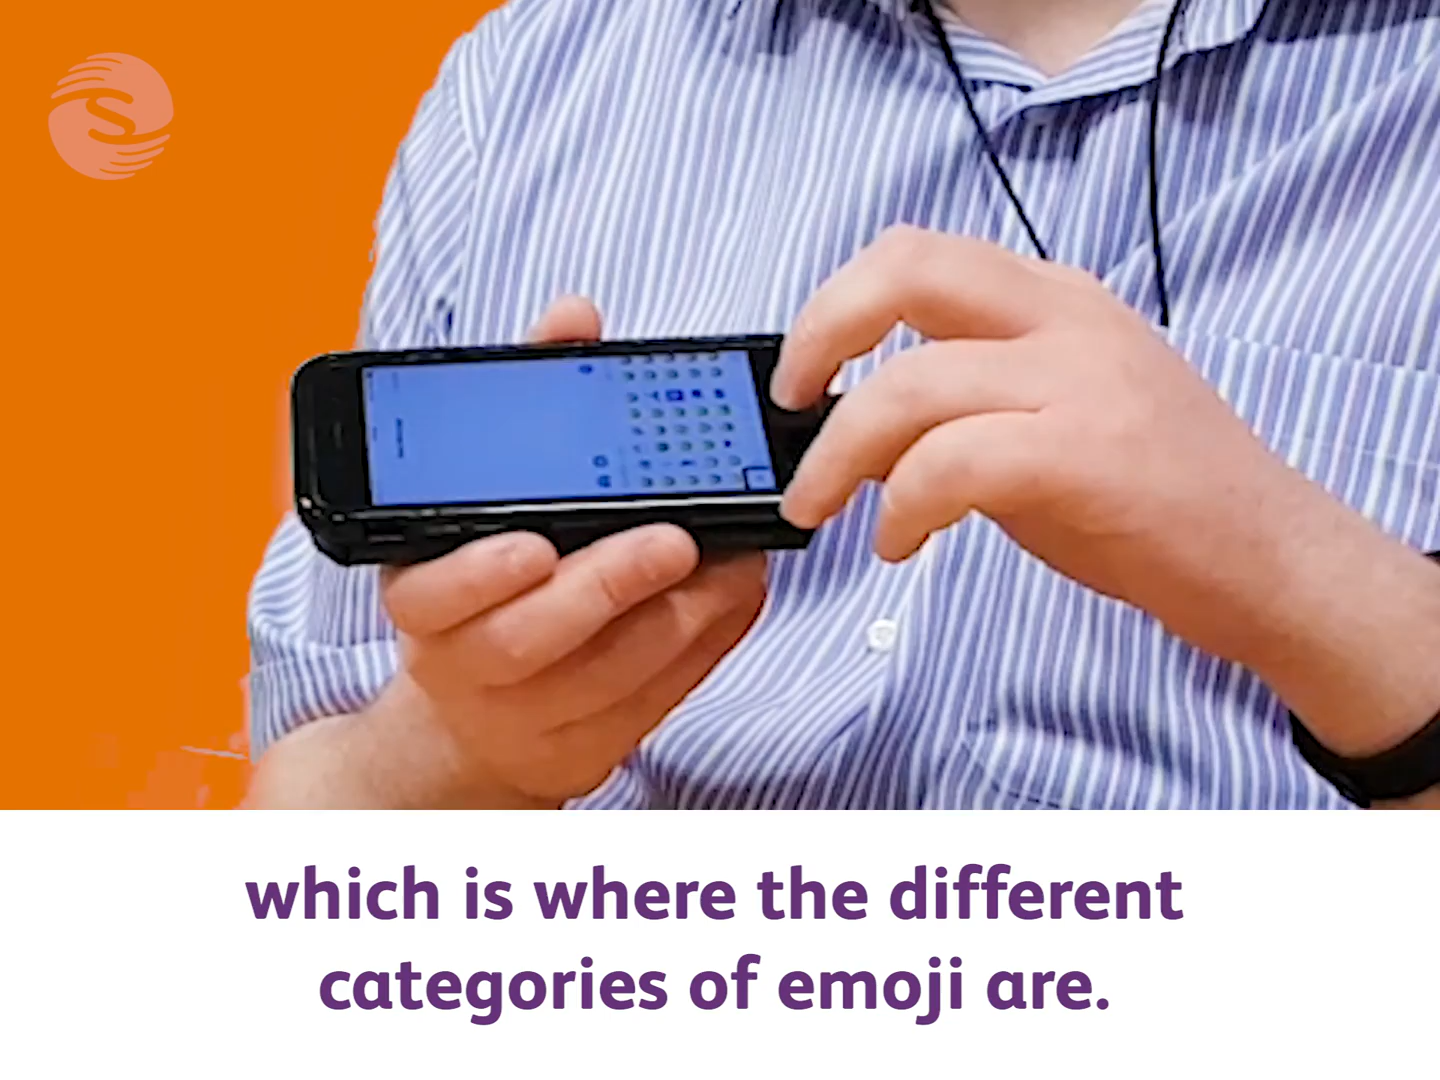 S
which is where the different
categories of emoji are.